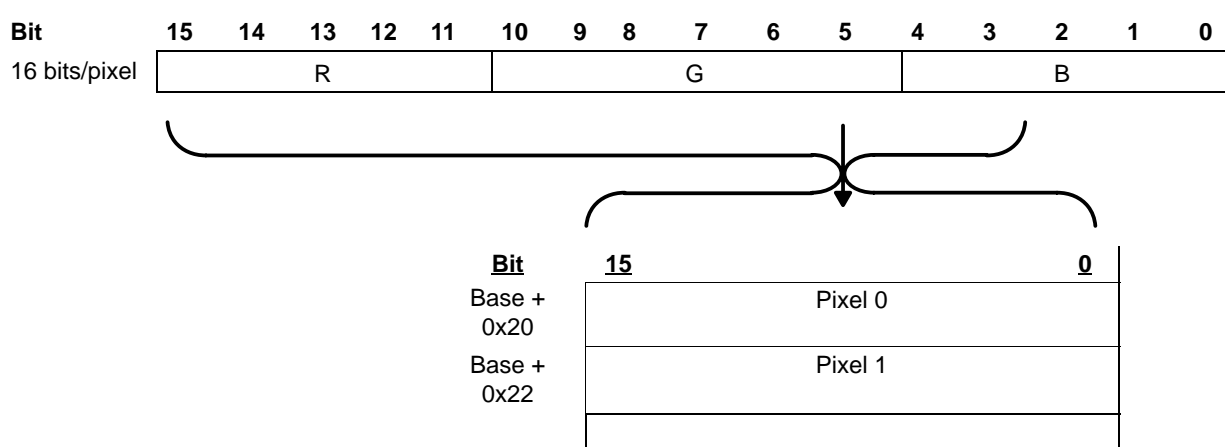 Bit 15 14 13 12 11 10 9 8 7 6 5 4 3 2 1 0
16 bits/pixel R G B
Bit 15 0
Base +
0x20
Pixel 0
Base +
0x22
Pixel 1